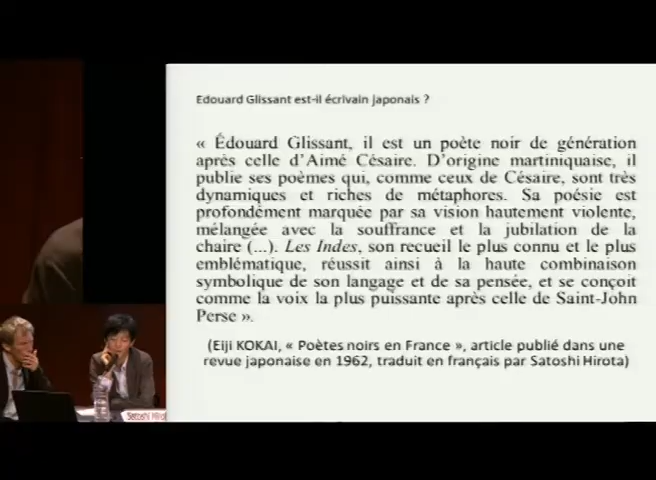 Edouard Glissant est-il écrivain japonais ?
« Édouard Glissant, il est un poète noir de génération
après celle d'Aimé Césaire. D'origine martiniquaise, il
publie ses poèmes qui, comme ceux de Césaire, sont très
dynamiques et riches de métaphores. Sa poésie est
profondément marquée par sa vision hautement violente,
mélangée avec la souffrance et la jubilation de la
chaire (...). Les Indes, son recueil le plus connu et le plus
emblématique, réussit ainsi à la haute combinaison
symbolique de son langage et de sa pensée, et se conçoit
comme la voix la plus puissante après celle de Saint-John
Perse ».
(Eiji KOKAI, « Poètes noirs en France », article publié dans une
revue japonaise en 1962, traduit en français par Satoshi Hirota)
Satoshi Hirot